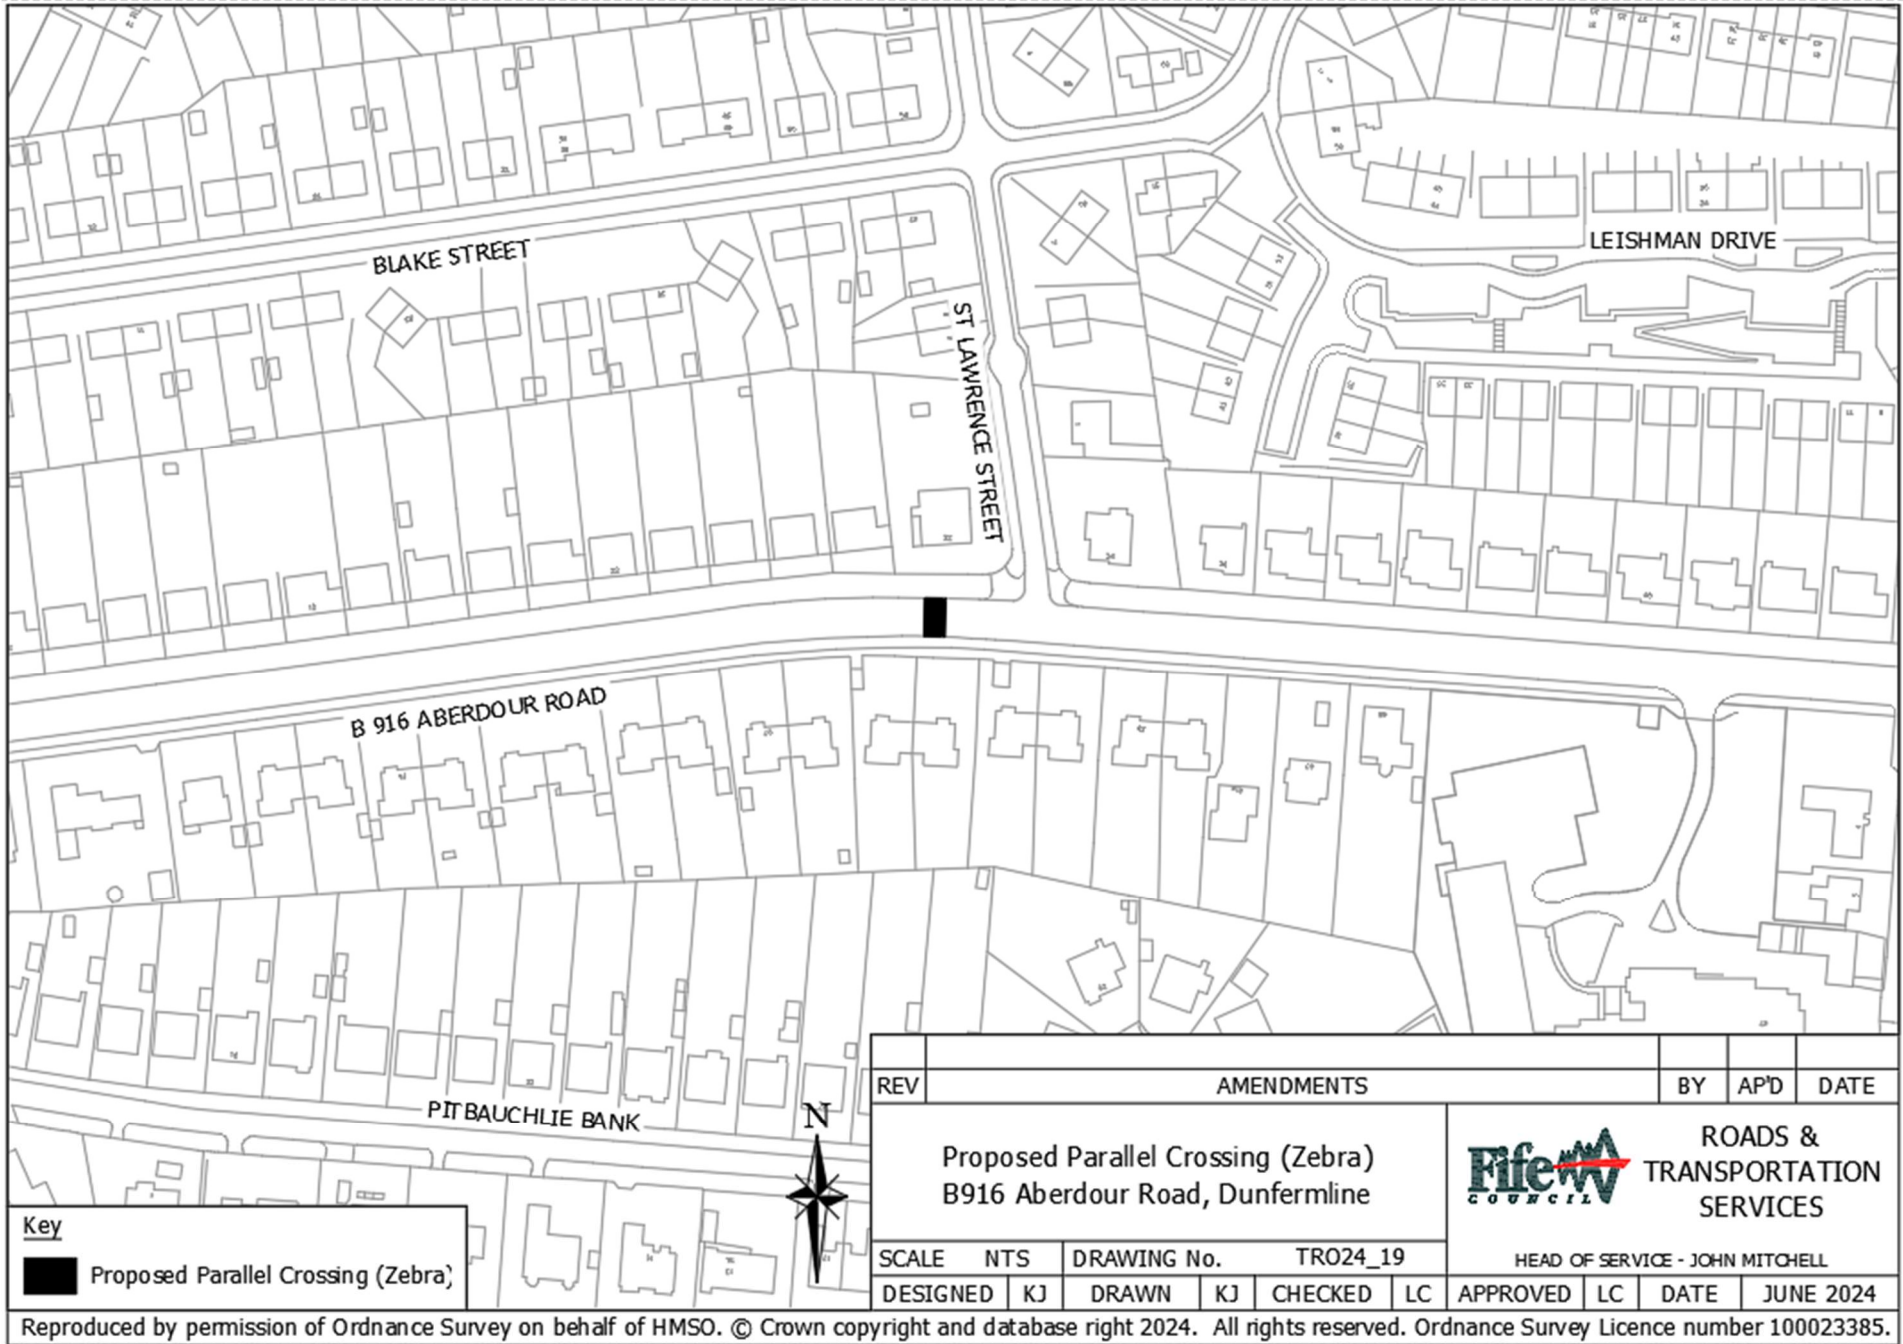 BLAKE STREET
LEISHMAN DRIVE
ST LAWRENCE STREET
B 916 ABERDOUR ROAD
PITBAUCHLIE BANK
N
Key
Proposed Parallel Crossing (Zebra)
REV AMENDMENTS BY AP'D DATE
Proposed Parallel Crossing (Zebra)
B916 Aberdour Road, Dunfermline
Fife
COUNCIL
ROADS &
TRANSPORTATION
SERVICES
HEAD OF SERVICE - JOHN MITCHELL
SCALE NTS DRAWING No. TRO24_19
DESIGNED KJ DRAWN KJ CHECKED LC APPROVED LC DATE JUNE 2024
Reproduced by permission of Ordnance Survey on behalf of HMSO. © Crown copyright and database right 2024. All rights reserved. Ordnance Survey Licence number 100023385.